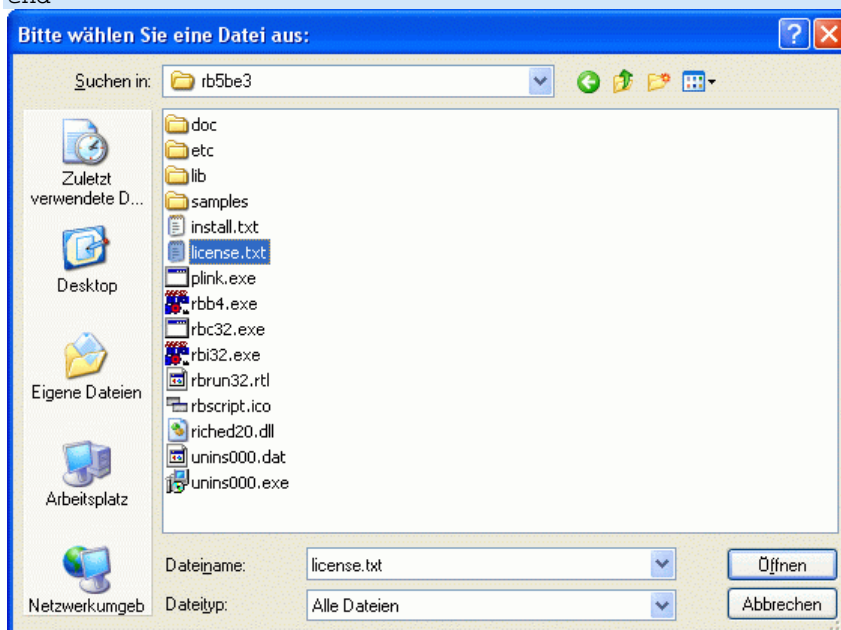 end
Bitte wählen Sie eine Datei aus:
Suchen in: rb5be3
Zuletzt
verwendete D...
Desktop
Eigene Dateien
Arbeitsplatz
Netzwerkumgeb
doc
etc
lib
samples
install.txt
license.txt
plink.exe
rbb4.exe
rbc32.exe
rbi32.exe
rbrun32.rtl
rbscript.ico
riched20.dll
unins000.dat
unins000.exe
Dateiname: license.txt Öffnen
Dateityp: Alle Dateien Abbrechen